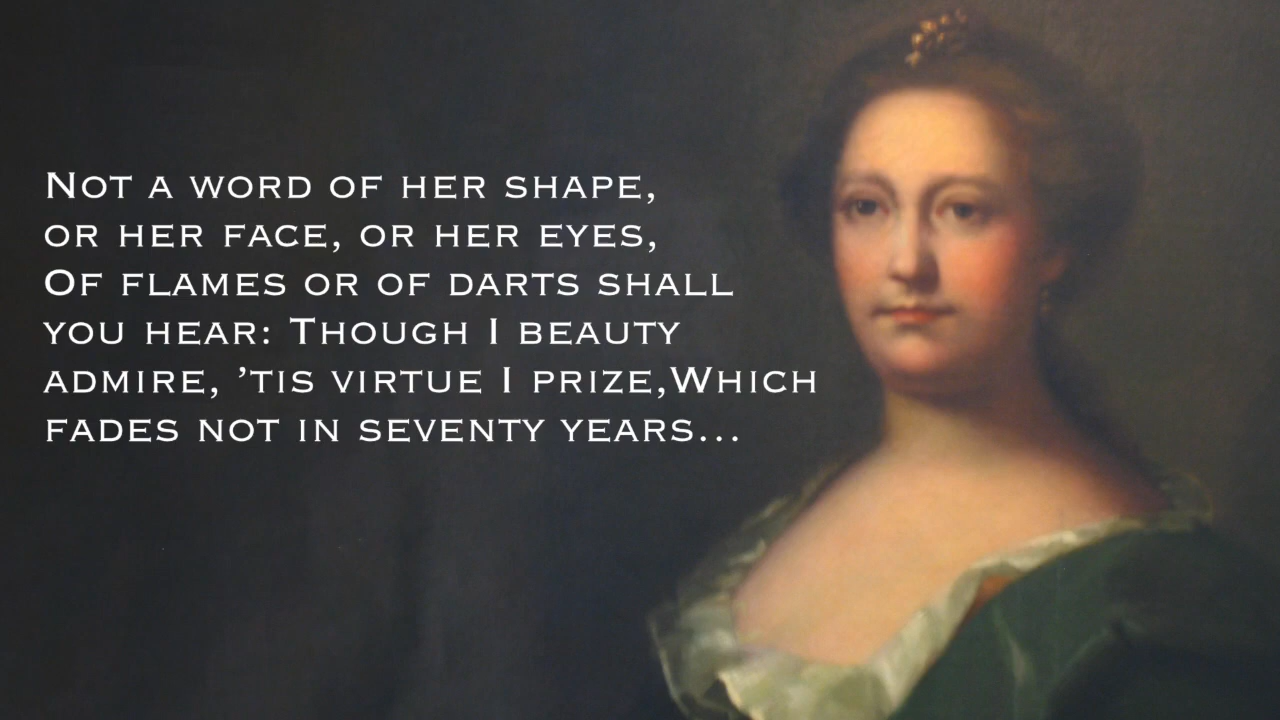 Not a word of her shape,
or her face, or her eyes,
Of flames or of darts shall
you hear: Though I beauty
admire, ’tis virtue I prize,Which
fades not in seventy years...